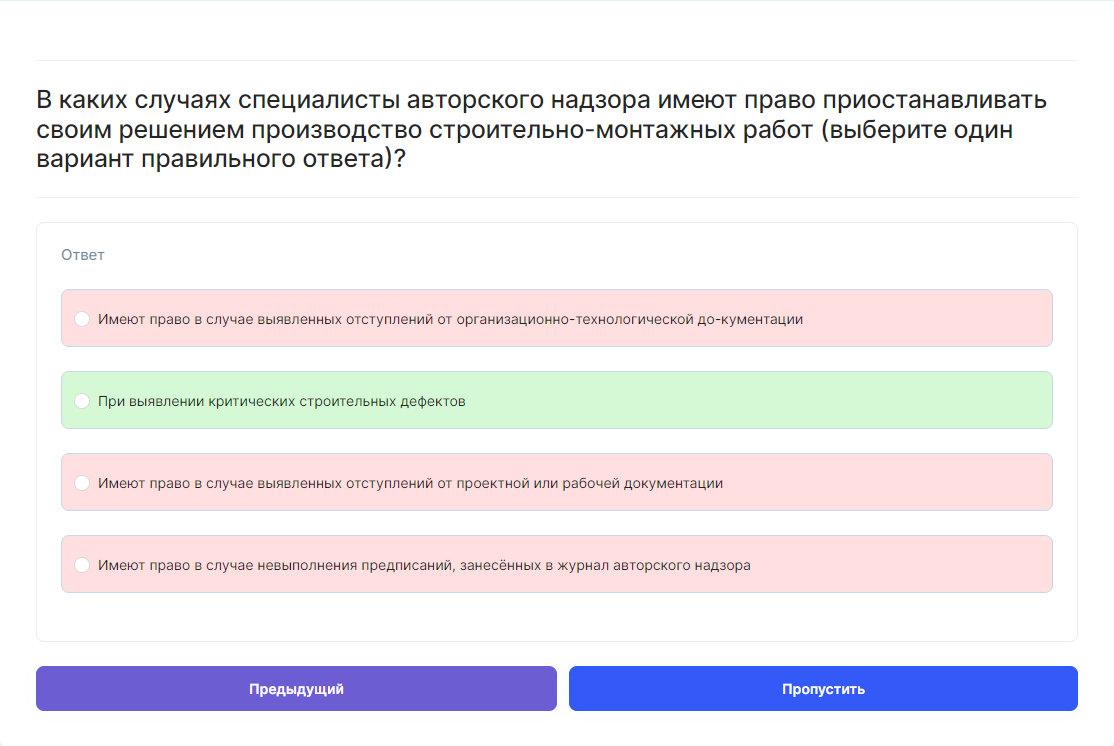 В каких случаях специалисты авторского надзора имеют право приостанавливать
своим решением производство строительно-монтажных работ (выберите один
вариант правильного ответа)?
Ответ
Имеют право в случае выявленных отступлений от организационно-технологической до-кументации
При выявлении критических строительных дефектов
Имеют право в случае выявленных отступлений от проектной или рабочей документации
Имеют право в случае невыполнения предписаний, занесённых в журнал авторского надзора
Предыдущий
Пропустить